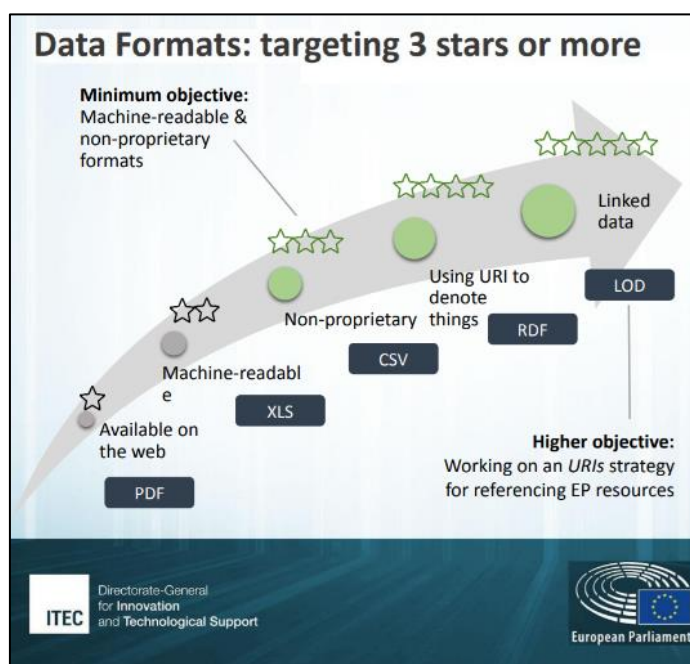 Data Formats: targeting 3 stars or more
Minimum objective:
Machine-readable &
non-proprietary
formats
Linked
data
LOD
Using URI to
denote
things
RDF
Non-proprietary
CSV
Machine-readabl
e
XLS
Available on
the web
PDF
Higher objective:
Working on an URIs strategy
for referencing EP resources
ITEC
Directorate-General
for Innovation
and Technological Support
European Parliament